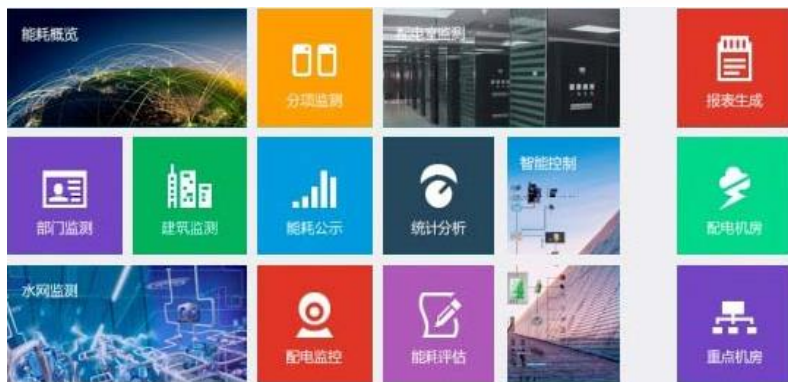 能耗概览
分项监测
配电室监测
报表生成
部门监测
建筑监测
能耗公示
统计分析
智能控制
配电机房
水网监测
配电监控
能耗评估
重点机房